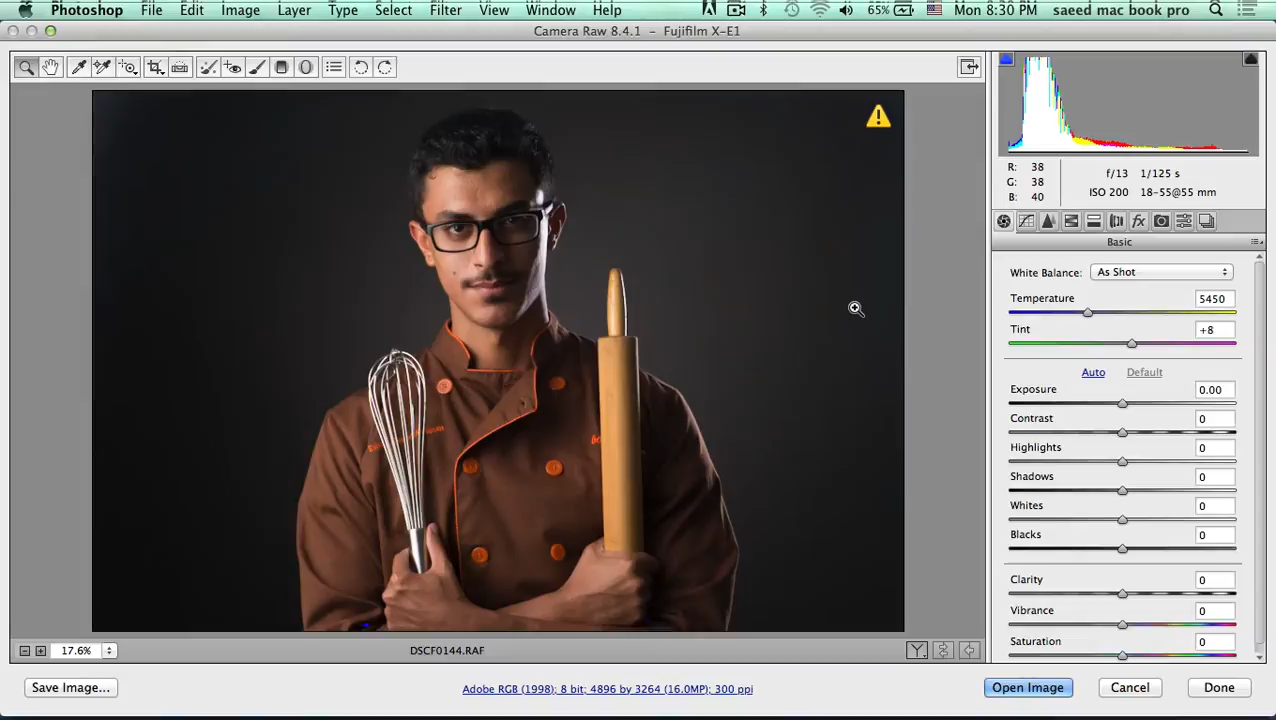 Photoshop File Edit Image Layer Type Select Filter View Window Help 65% Mon 8:30 PM saeed mac book pro
Camera Raw 8.4.1 - Fujifilm X-E1
R: 38
G: 38
B: 40
f/13 1/125 s
ISO 200 18-55@55 mm
fx
Basic
White Balance: As Shot
Temperature 5450
Tint +8
Auto Default
Exposure 0.00
Contrast 0
Highlights 0
Shadows 0
Whites 0
Blacks 0
Clarity 0
Vibrance 0
Saturation 0
17.6% DSCF0144.RAF Y
Save Image... Adobe RGB (1998); 8 bit; 4896 by 3264 (16.0MP); 300 ppi Open Image Cancel Done